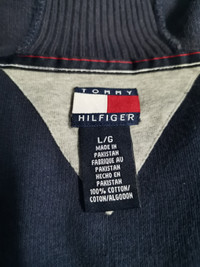 TOMMY
HILFIGER
L/G
MADE IN
PAKISTAN
FABRIQUE AU
PAKISTAN
HECHO EN
PAKISTAN
100% COTTON/
COTON/ALGODON